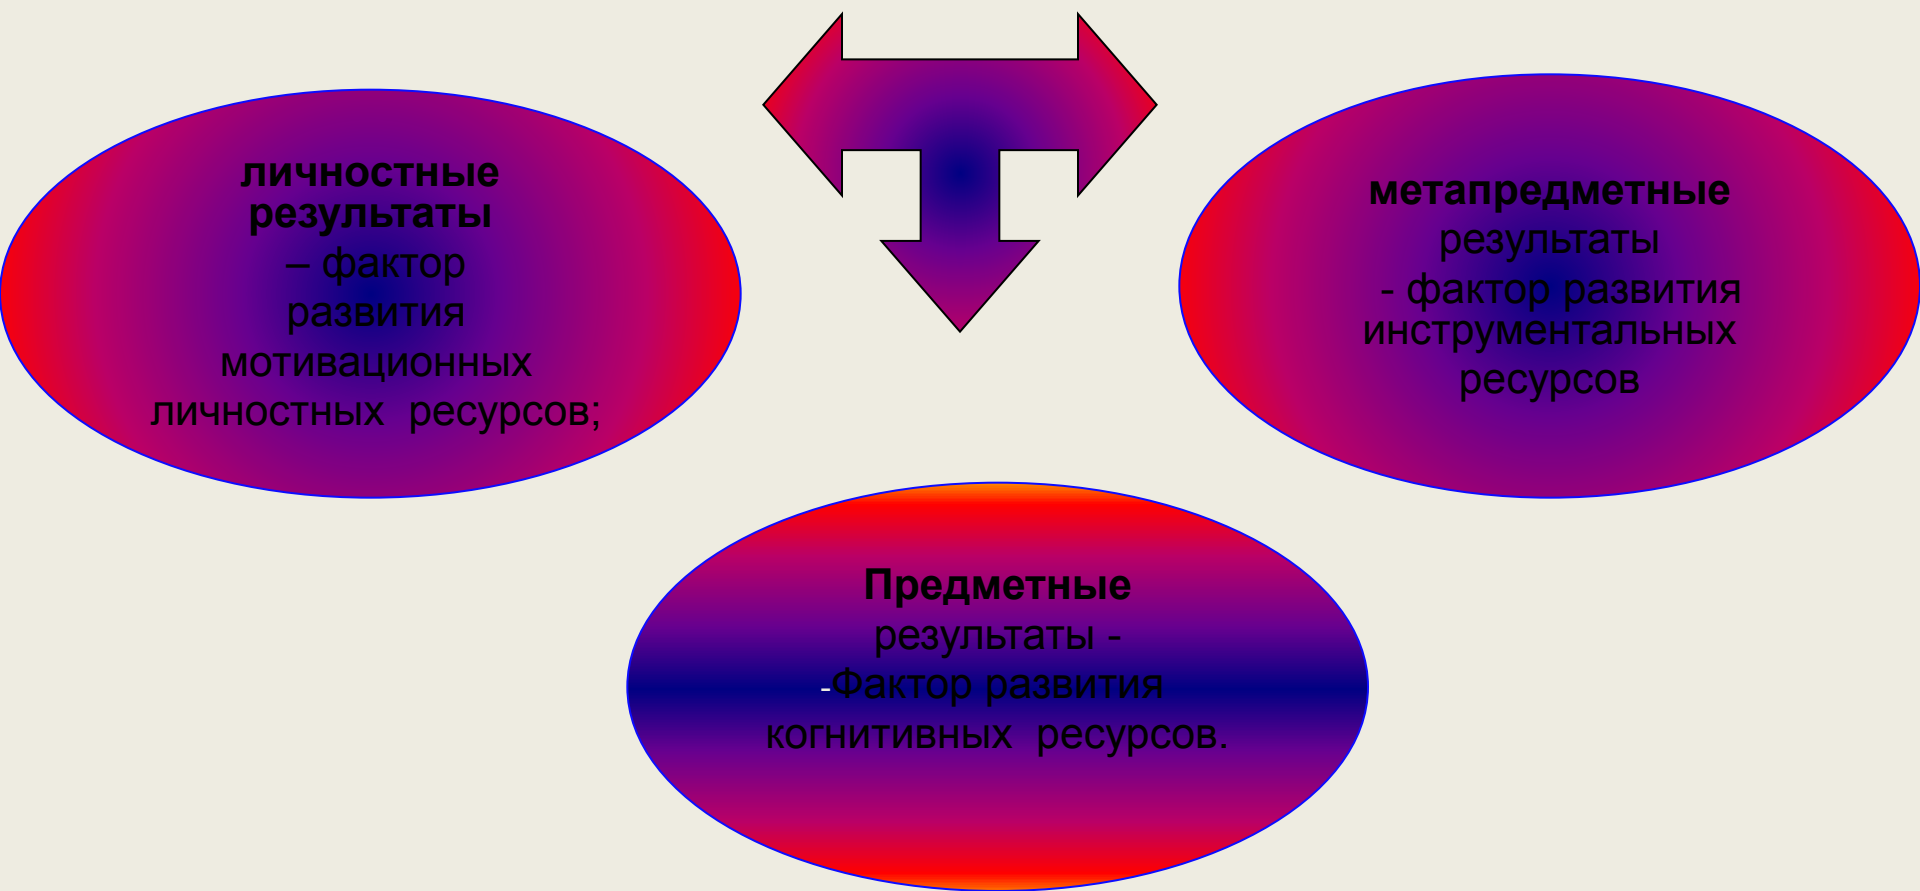 личностные
результаты
– фактор
развития
мотивационных
личностных ресурсов;
метапредметные
результаты
- фактор развития
инструментальных
ресурсов
Предметные
результаты -
-Фактор развития
когнитивных ресурсов.